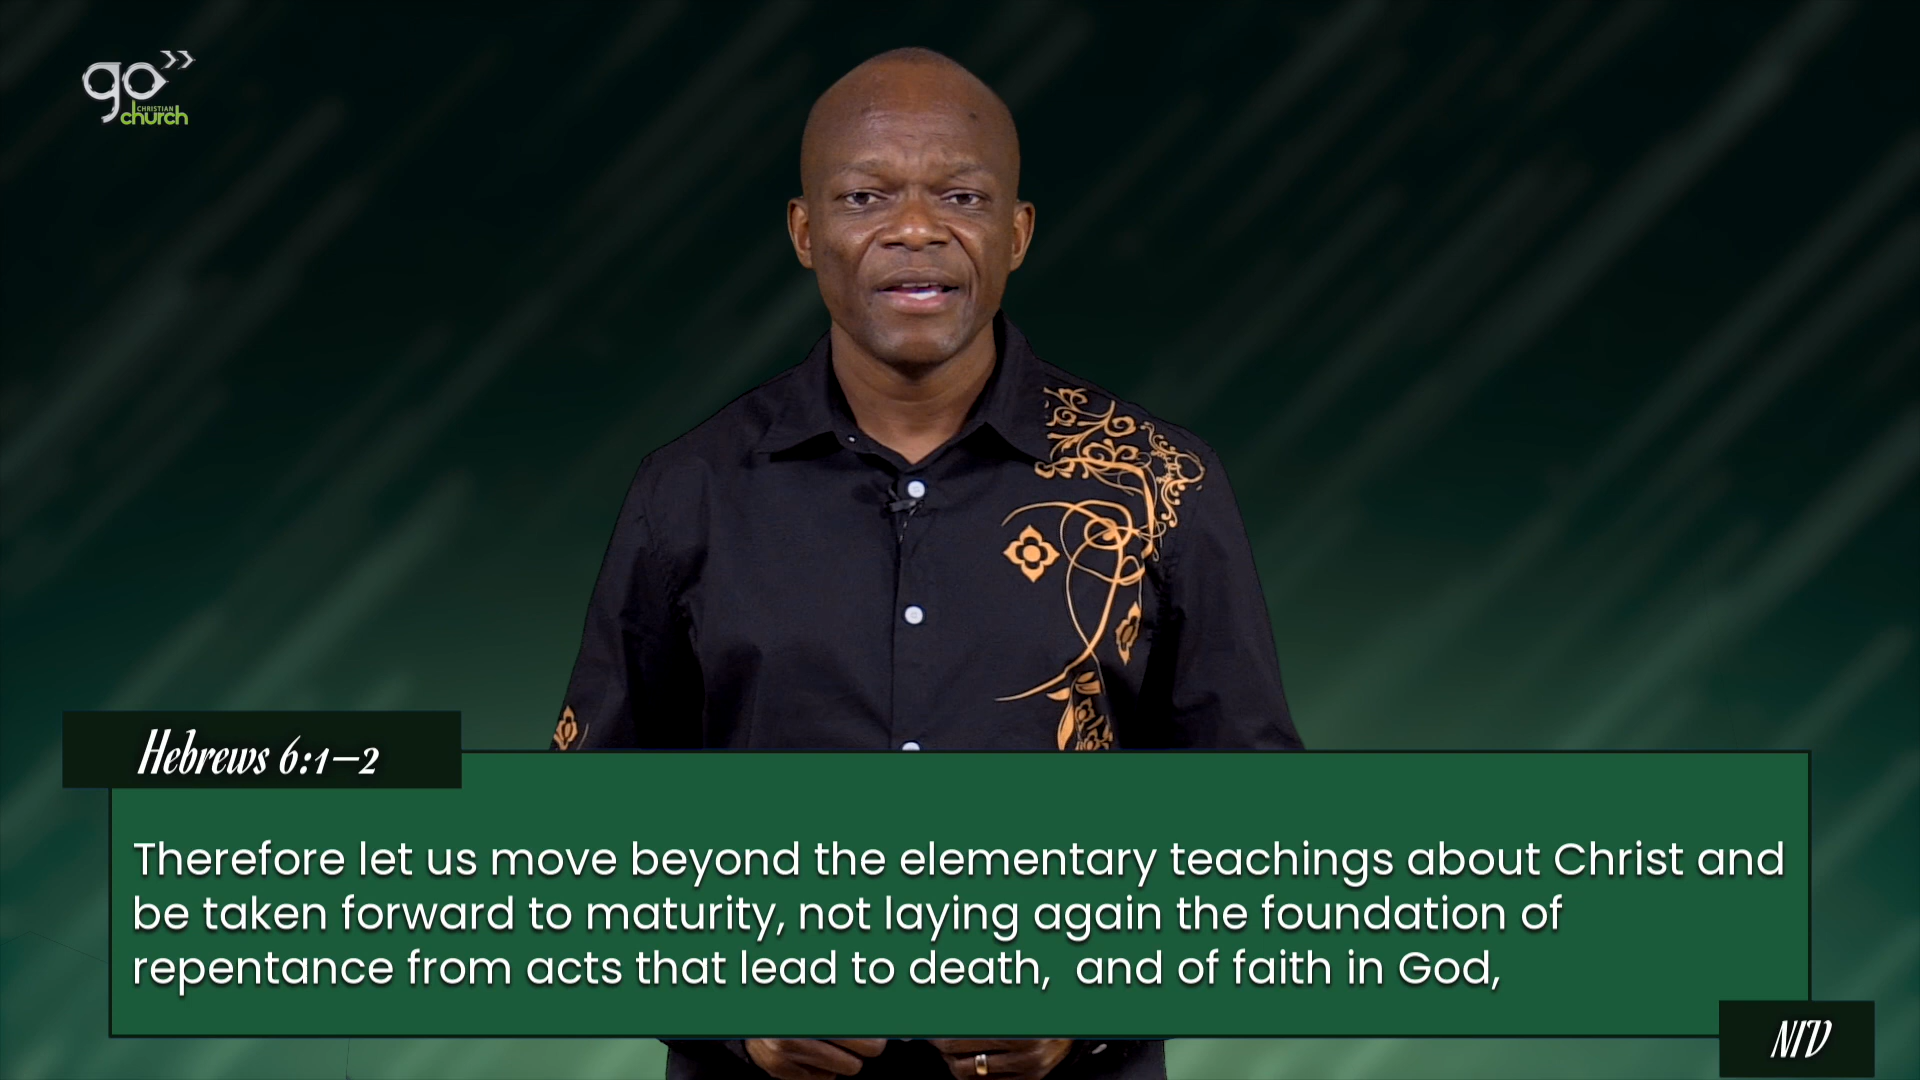 go>>
CHRISTIAN
church
Hebrews 6:1–2
Therefore let us move beyond the elementary teachings about Christ and
be taken forward to maturity, not laying again the foundation of
repentance from acts that lead to death,  and of faith in God,
NIV